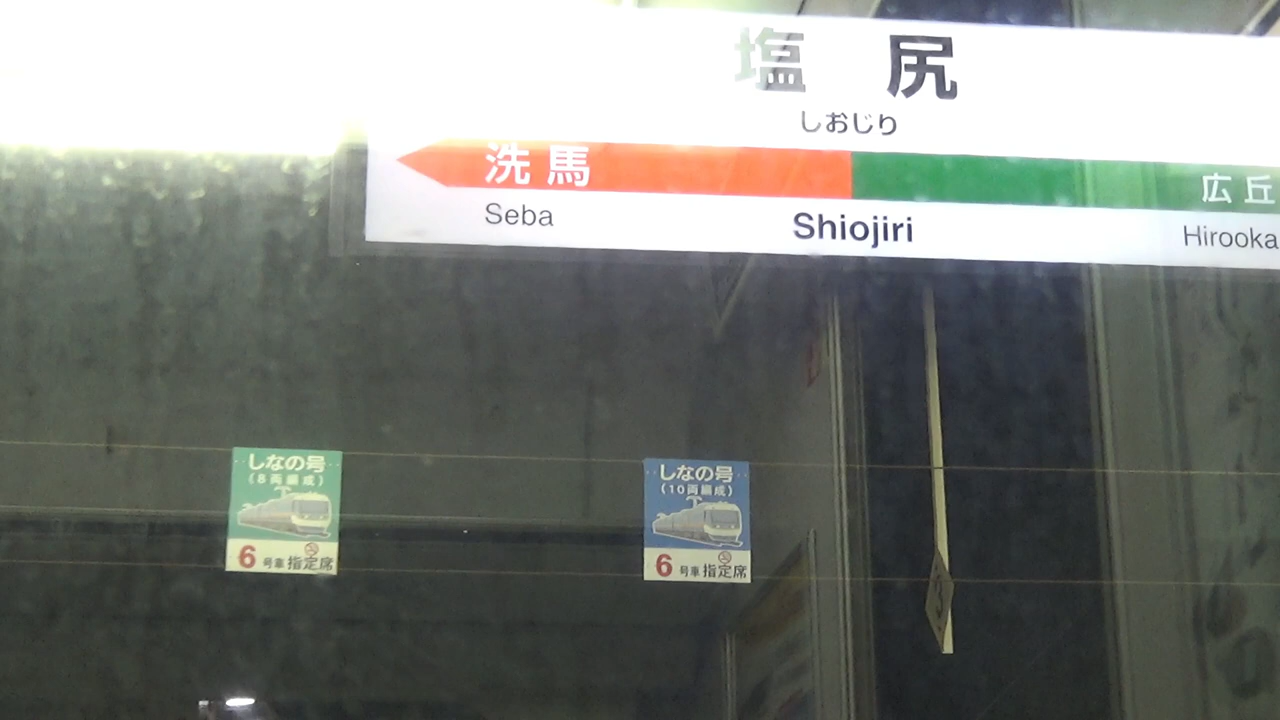 塩尻
しおじり
洗馬
広丘
Seba
Shiojiri
Hirooka
しなの号
(8両編成)
6号車指定席
しなの号
(10両編成)
6号車指定席